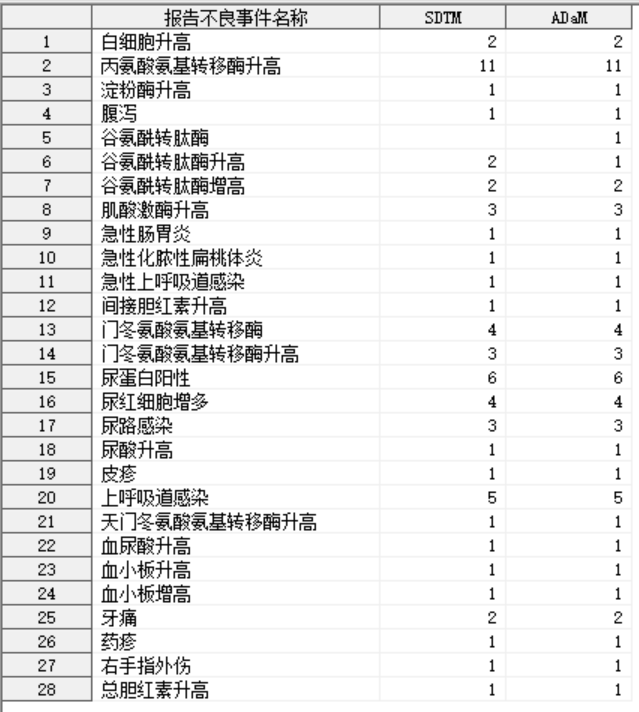 报告不良事件名称 SDTM ADaM
1 白细胞升高 2 2
2 丙氨酸氨基转移酶升高 11 11
3 淀粉酶升高 1 1
4 腹泻 1 1
5 谷氨酰转肽酶 1
6 谷氨酰转肽酶升高 2 1
7 谷氨酰转肽酶增高 2 2
8 肌酸激酶升高 3 3
9 急性肠胃炎 1 1
10 急性化脓性扁桃体炎 1 1
11 急性上呼吸道感染 1 1
12 间接胆红素升高 1 1
13 门冬氨酸氨基转移酶 4 4
14 门冬氨酸氨基转移酶升高 3 3
15 尿蛋白阳性 6 6
16 尿红细胞增多 4 4
17 尿路感染 3 3
18 尿酸升高 1 1
19 皮疹 1 1
20 上呼吸道感染 5 5
21 天门冬氨酸氨基转移酶升高 1 1
22 血尿酸升高 1 1
23 血小板升高 1 1
24 血小板增高 1 1
25 牙痛 2 2
26 药疹 1 1
27 右手指外伤 1 1
28 总胆红素升高 1 1